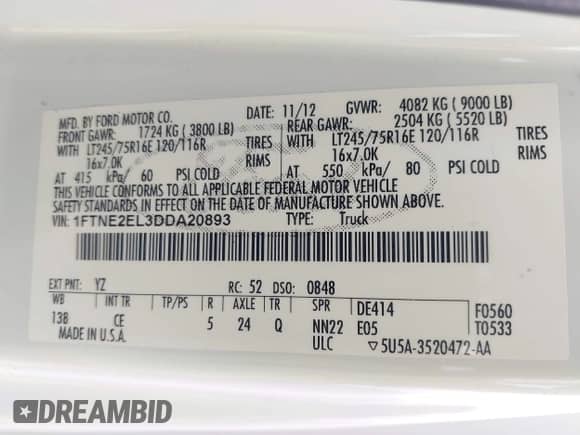 MFD. BY FORD MOTOR CO. DATE: 11/12 GVWR: 4082 KG ( 9000 LB)
FRONT GAWR: 1724 KG ( 3800 LB) REAR GAWR: 2504 KG ( 5520 LB)
WITH LT245/75R16E 120/116R TIRES WITH LT245/75R16E 120/116R TIRES
16x7.0K RIMS 16x7.0K RIMS
AT 415 kPa/ 60 PSI COLD AT 550 kPa/ 80 PSI COLD
THIS VEHICLE CONFORMS TO ALL APPLICABLE FEDERAL MOTOR VEHICLE
SAFETY STANDARDS IN EFFECT ON THE DATE OF MANUFACTURE SHOWN ABOVE.
VIN: 1FTNE2EL3DDA20893 TYPE: Truck
EXT PNT: YZ RC: 52 DSO: 0848
WB INT TR TP/PS R AXLE TR SPR DE414 F0560
138 CE 5 24 Q NN22 E05 T0533
MADE IN U.S.A. ULC ▽5U5A-3520472-AA
DREAMBID